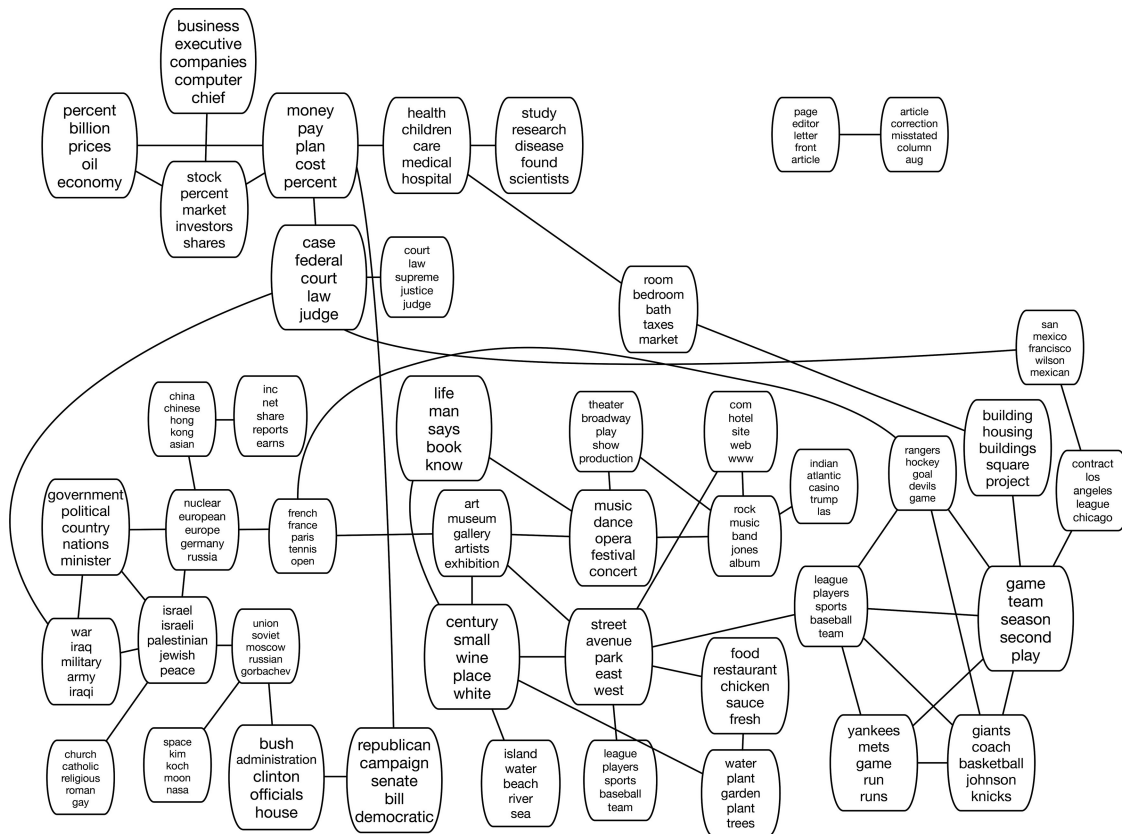 business
executive
companies
computer
chief
percent
billion
prices
oil
economy
money
pay
plan
cost
percent
health
children
care
medical
hospital
study
research
disease
found
scientists
page
editor
letter
front
article
article
correction
misstated
column
aug
stock
percent
market
investors
shares
case
federal
court
law
judge
court
law
supreme
justice
judge
room
bedroom
bath
taxes
market
san
mexico
francisco
wilson
mexican
china
chinese
hong
kong
asian
inc
net
share
reports
earns
life
man
says
book
know
theater
broadway
play
show
production
com
hotel
site
web
www
building
housing
buildings
square
project
rangers
hockey
goal
devils
game
indian
atlantic
casino
trump
las
contract
los
angeles
league
chicago
government
political
country
nations
minister
nuclear
european
europe
germany
russia
french
france
paris
tennis
open
art
museum
gallery
artists
exhibition
music
dance
opera
festival
concert
rock
music
band
jones
album
league
players
sports
baseball
team
game
team
season
second
play
war
iraq
military
army
iraqi
israel
israeli
palestinian
jewish
peace
union
soviet
moscow
russian
gorbachev
century
small
wine
place
white
street
avenue
park
east
west
food
restaurant
chicken
sauce
fresh
church
catholic
religious
roman
gay
space
kim
koch
moon
nasa
bush
administration
clinton
officials
house
republican
campaign
senate
bill
democratic
island
water
beach
river
sea
league
players
sports
baseball
team
water
plant
garden
plant
trees
yankees
mets
game
run
runs
giants
coach
basketball
johnson
knicks